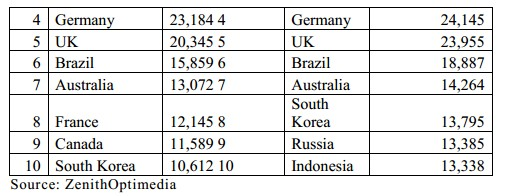 4 Germany 23,184 4 Germany 24,145
5 UK 20,345 5 UK 23,955
6 Brazil 15,859 6 Brazil 18,887
7 Australia 13,072 7 Australia 14,264
8 France 12,145 8 South Korea 13,795
9 Canada 11,589 9 Russia 13,385
10 South Korea 10,612 10 Indonesia 13,338
Source: ZenithOptimedia